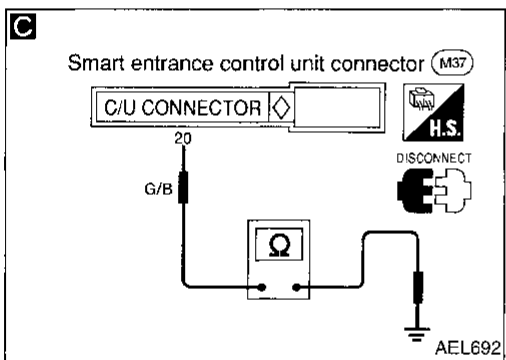 C
Smart entrance control unit connector M37
C/U CONNECTOR
H.S.
20
DISCONNECT
G/B
Ω
AEL692